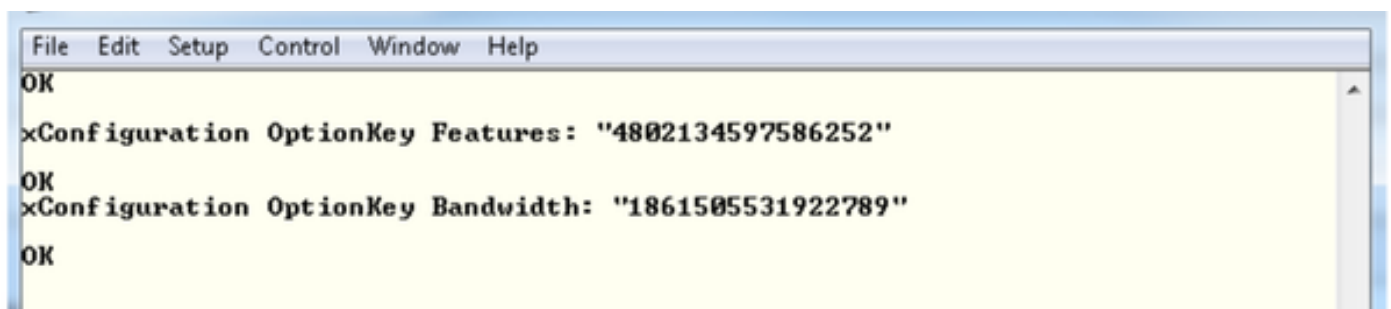 File Edit Setup Control Window Help
OK
xConfiguration OptionKey Features: "4802134597586252"
OK
xConfiguration OptionKey Bandwidth: "1861505531922789"
OK